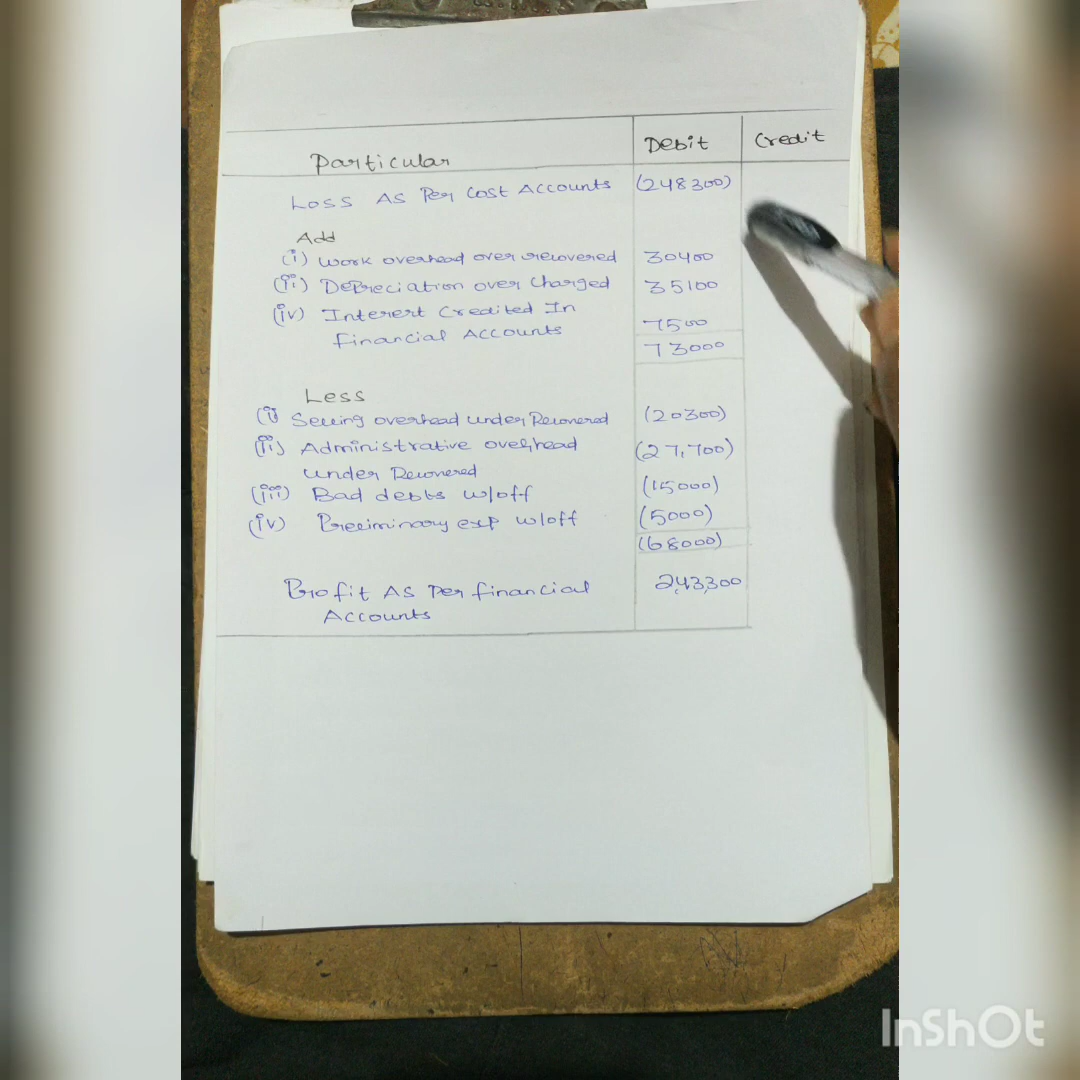 Particular Debit Credit
Loss As Per Cost Accounts (248300)
Add
(i) Work overhead over recovered 30400
(ii) Depreciation over Charged 35100
(iv) Interest Credited In
financial Accounts 7500
73000
Less
(i) Selling overhead under Recovered (20300)
(ii) Administrative overhead (27,700)
under Recovered
(iii) Bad debts w/off (15000)
(iv) Preliminary exp w/off (5000)
(68000)
Profit As Per financial 2,43,300
Accounts
InShOt